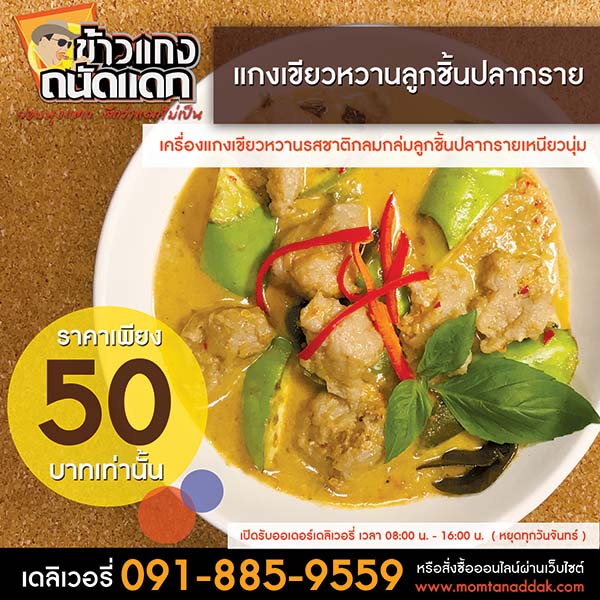 ข้าวแกง
ถนัดแดก
แกงเขียวหวานลูกชิ้นปลากราย
เครื่องแกงเขียวหวานรสชาติกลมกล่มลูกชิ้นปลากรายเหนียวนุ่ม
ราคาเพียง
50
บาทเท่านั้น
เปิดรับออเดอร์เดลิเวอรี่ เวลา 08:00 น. - 16:00 น. ( หยุดทุกวันจันทร์ )
เดลิเวอรี่ 091-885-9559
หรือสั่งซื้อออนไลน์ผ่านเว็บไซต์
www.momtanaddak.com